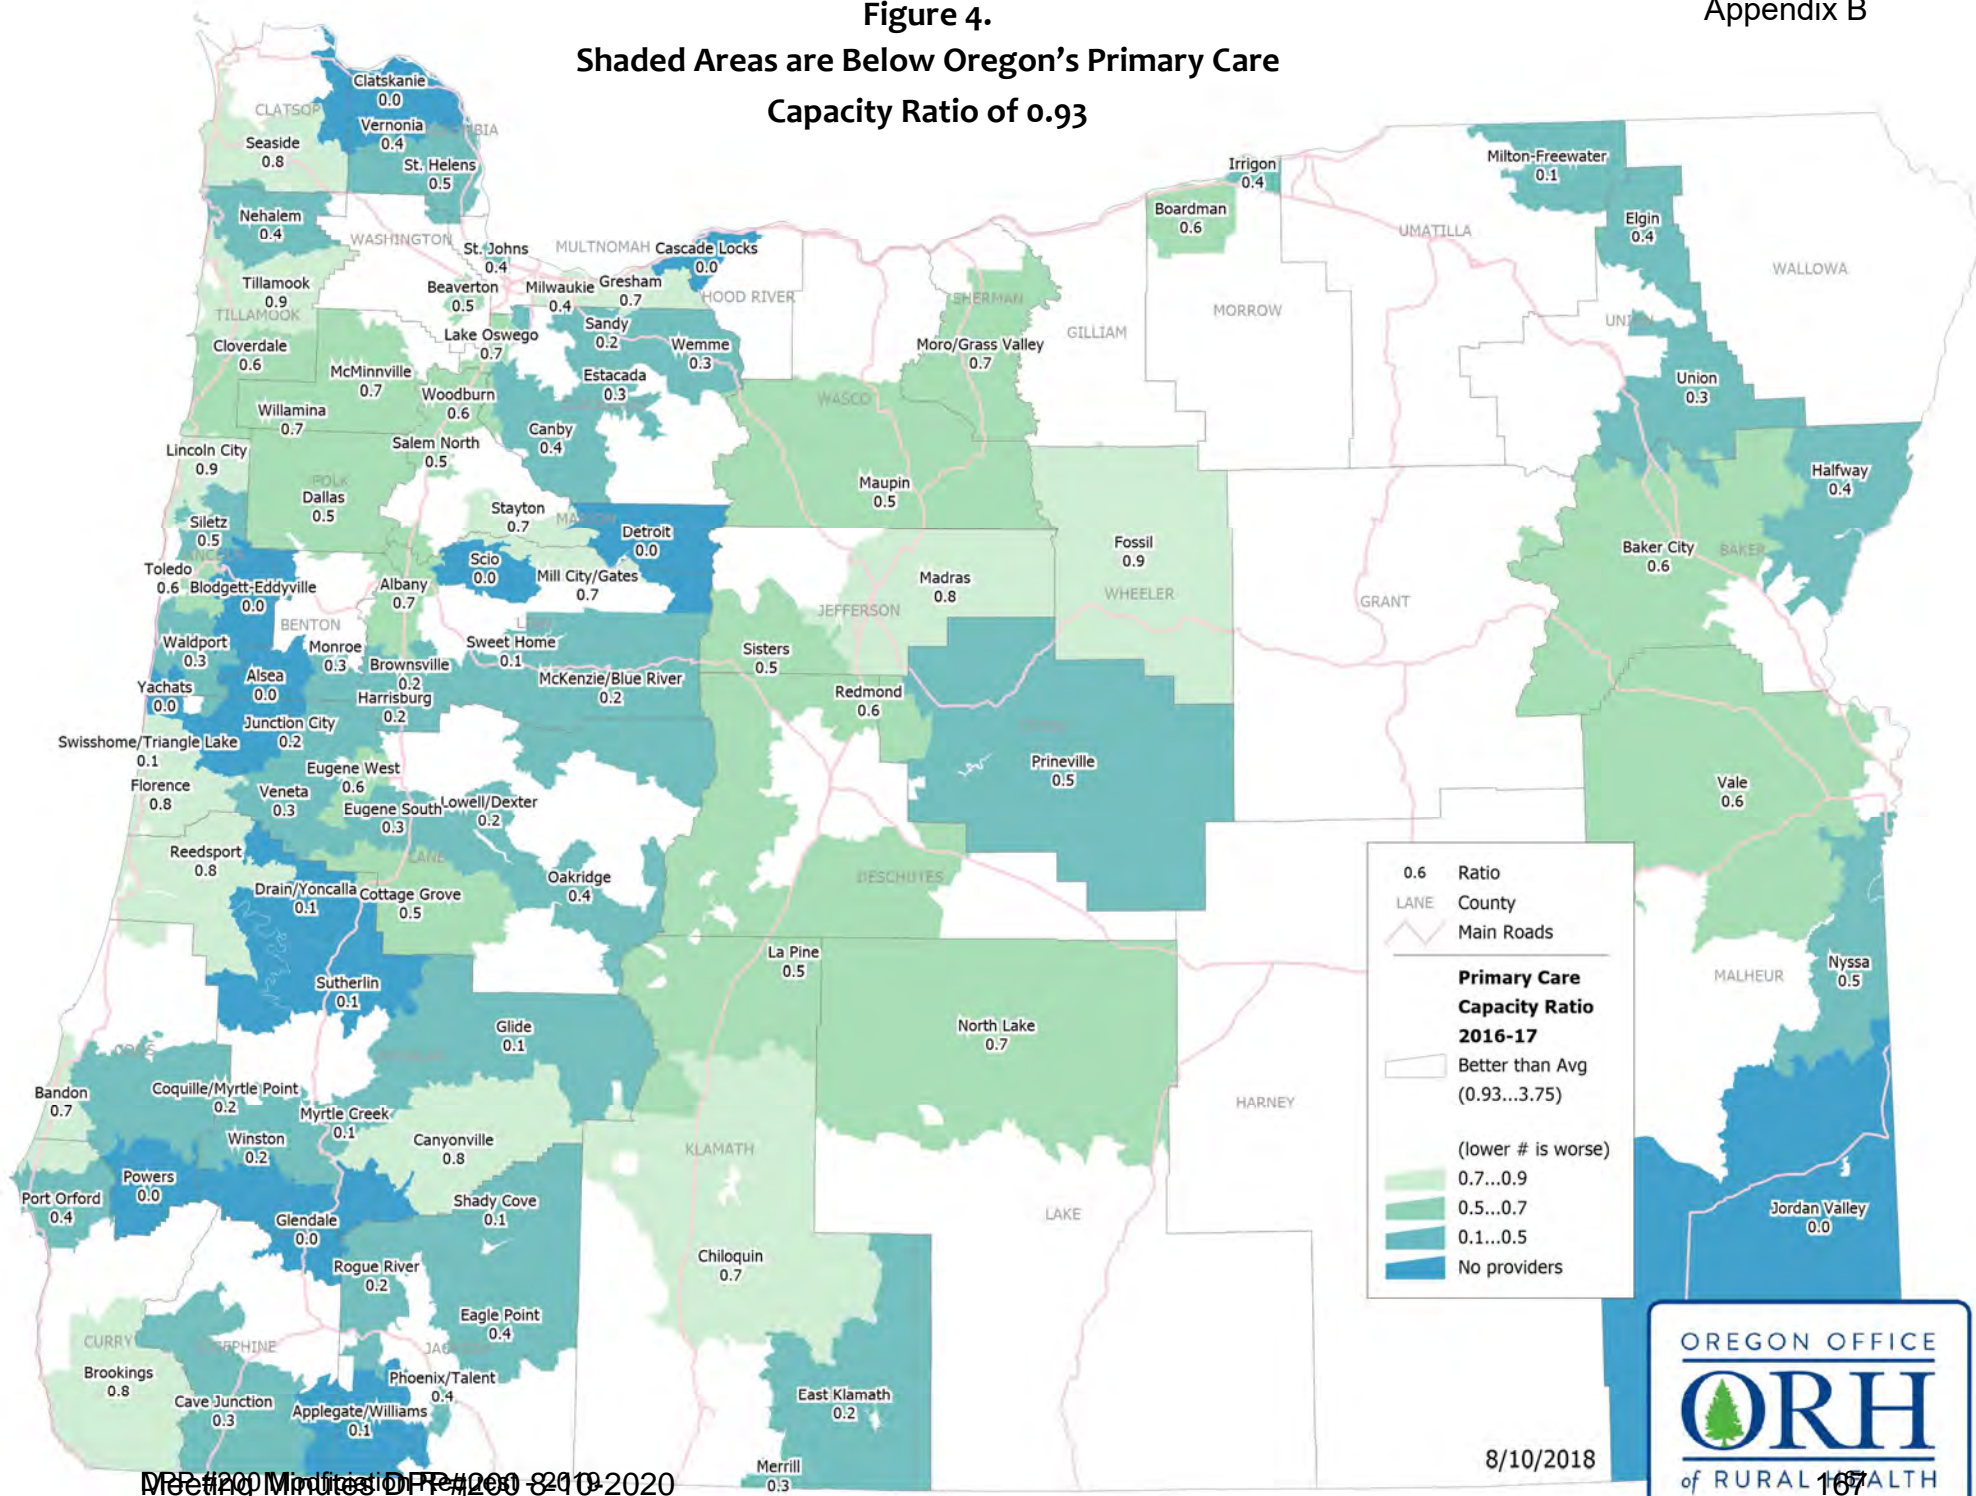 Appendix B
Figure 4.
Shaded Areas are Below Oregon's Primary Care
Capacity Ratio of 0.93
Clatskanie
0.0
CLATSOP
Vernonia
0.4
Seaside
0.8
St. Helens
0.5
Nehalem
0.4
WASHINGTON
St. Johns
0.4
MULTNOMAH
Cascade Locks
0.0
Tillamook
0.9
TILLAMOOK
Beaverton
0.5
Milwaukie
0.4
Gresham
0.7
HOOD RIVER
Lake Oswego
0.7
Sandy
0.2
Wemme
0.3
Cloverdale
0.6
McMinnville
0.7
Woodburn
0.6
Estacada
0.3
Willamina
0.7
Canby
0.4
Lincoln City
0.9
Salem North
0.5
POLK
Dallas
0.5
Stayton
0.7
MARION
Detroit
0.0
Siletz
0.5
Toledo
0.6
Blodgett-Eddyville
0.0
Albany
0.7
Scio
0.0
Mill City/Gates
0.7
BENTON
LINN
Waldport
0.3
Monroe
0.3
Brownsville
0.2
Sweet Home
0.1
Alsea
0.0
McKenzie/Blue River
0.2
Yachats
0.0
Harrisburg
0.2
Junction City
0.2
Swisshome/Triangle Lake
0.1
Florence
0.8
Eugene West
0.6
Veneta
0.3
Eugene South
0.3
Lowell/Dexter
0.2
Reedsport
0.8
LANE
Drain/Yoncalla
0.1
Cottage Grove
0.5
Oakridge
0.4
Sutherlin
0.1
Glide
0.1
COOS
Bandon
0.7
Coquille/Myrtle Point
0.2
Myrtle Creek
0.1
Winston
0.2
Canyonville
0.8
Powers
0.0
Port Orford
0.4
Shady Cove
0.1
Glendale
0.0
Rogue River
0.2
Eagle Point
0.4
CURRY
Brookings
0.8
Cave Junction
0.3
Applegate/Williams
0.1
Phoenix/Talent
0.4
Irrigon
0.4
Boardman
0.6
Milton-Freewater
0.1
UMATILLA
Elgin
0.4
WALLOWA
SHERMAN
GILLIAM
MORROW
UNION
Moro/Grass Valley
0.7
Union
0.3
WASCO
Maupin
0.5
Halfway
0.4
Fossil
0.9
WHEELER
Baker City
0.6
BAKER
Madras
0.8
JEFFERSON
GRANT
Sisters
0.5
Redmond
0.6
Prineville
0.5
Vale
0.6
DESCHUTES
La Pine
0.5
North Lake
0.7
MALHEUR
Nyssa
0.5
HARNEY
KLAMATH
LAKE
Chiloquin
0.7
Jordan Valley
0.0
East Klamath
0.2
Merrill
0.3
0.6 Ratio
LANE County
Main Roads
Primary Care
Capacity Ratio
2016-17
Better than Avg
(0.93...3.75)
(lower # is worse)
0.7...0.9
0.5...0.7
0.1...0.5
No providers
8/10/2018
OREGON OFFICE
ORH
of RURAL HEALTH
Meeting Minutes DPP #200 8-10-2020
167